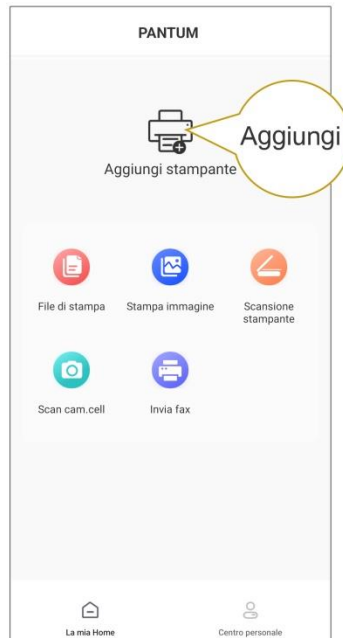 PANTUM
Aggiungi
Aggiungi stampante
File di stampa
Stampa immagine
Scansione
stampante
Scan cam.cell
Invia fax
La mia Home
Centro personale